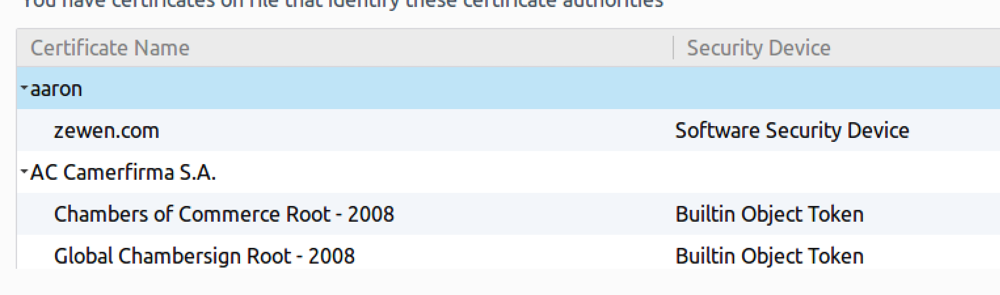 You have certificates on file that identify these certificate authorities
Certificate Name Security Device
aaron
zewen.com Software Security Device
AC Camerfirma S.A.
Chambers of Commerce Root - 2008 Builtin Object Token
Global Chambersign Root - 2008 Builtin Object Token